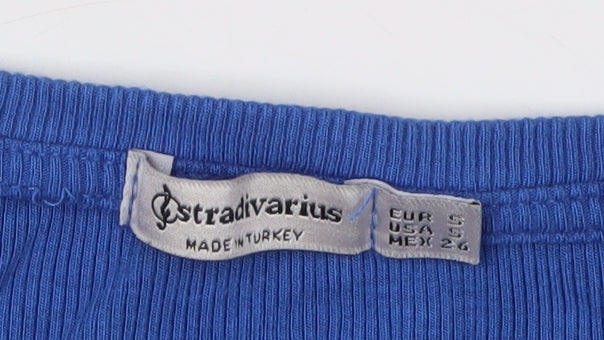 stradivarius
MADE IN TURKEY
EUR S
USA S
MEX 26